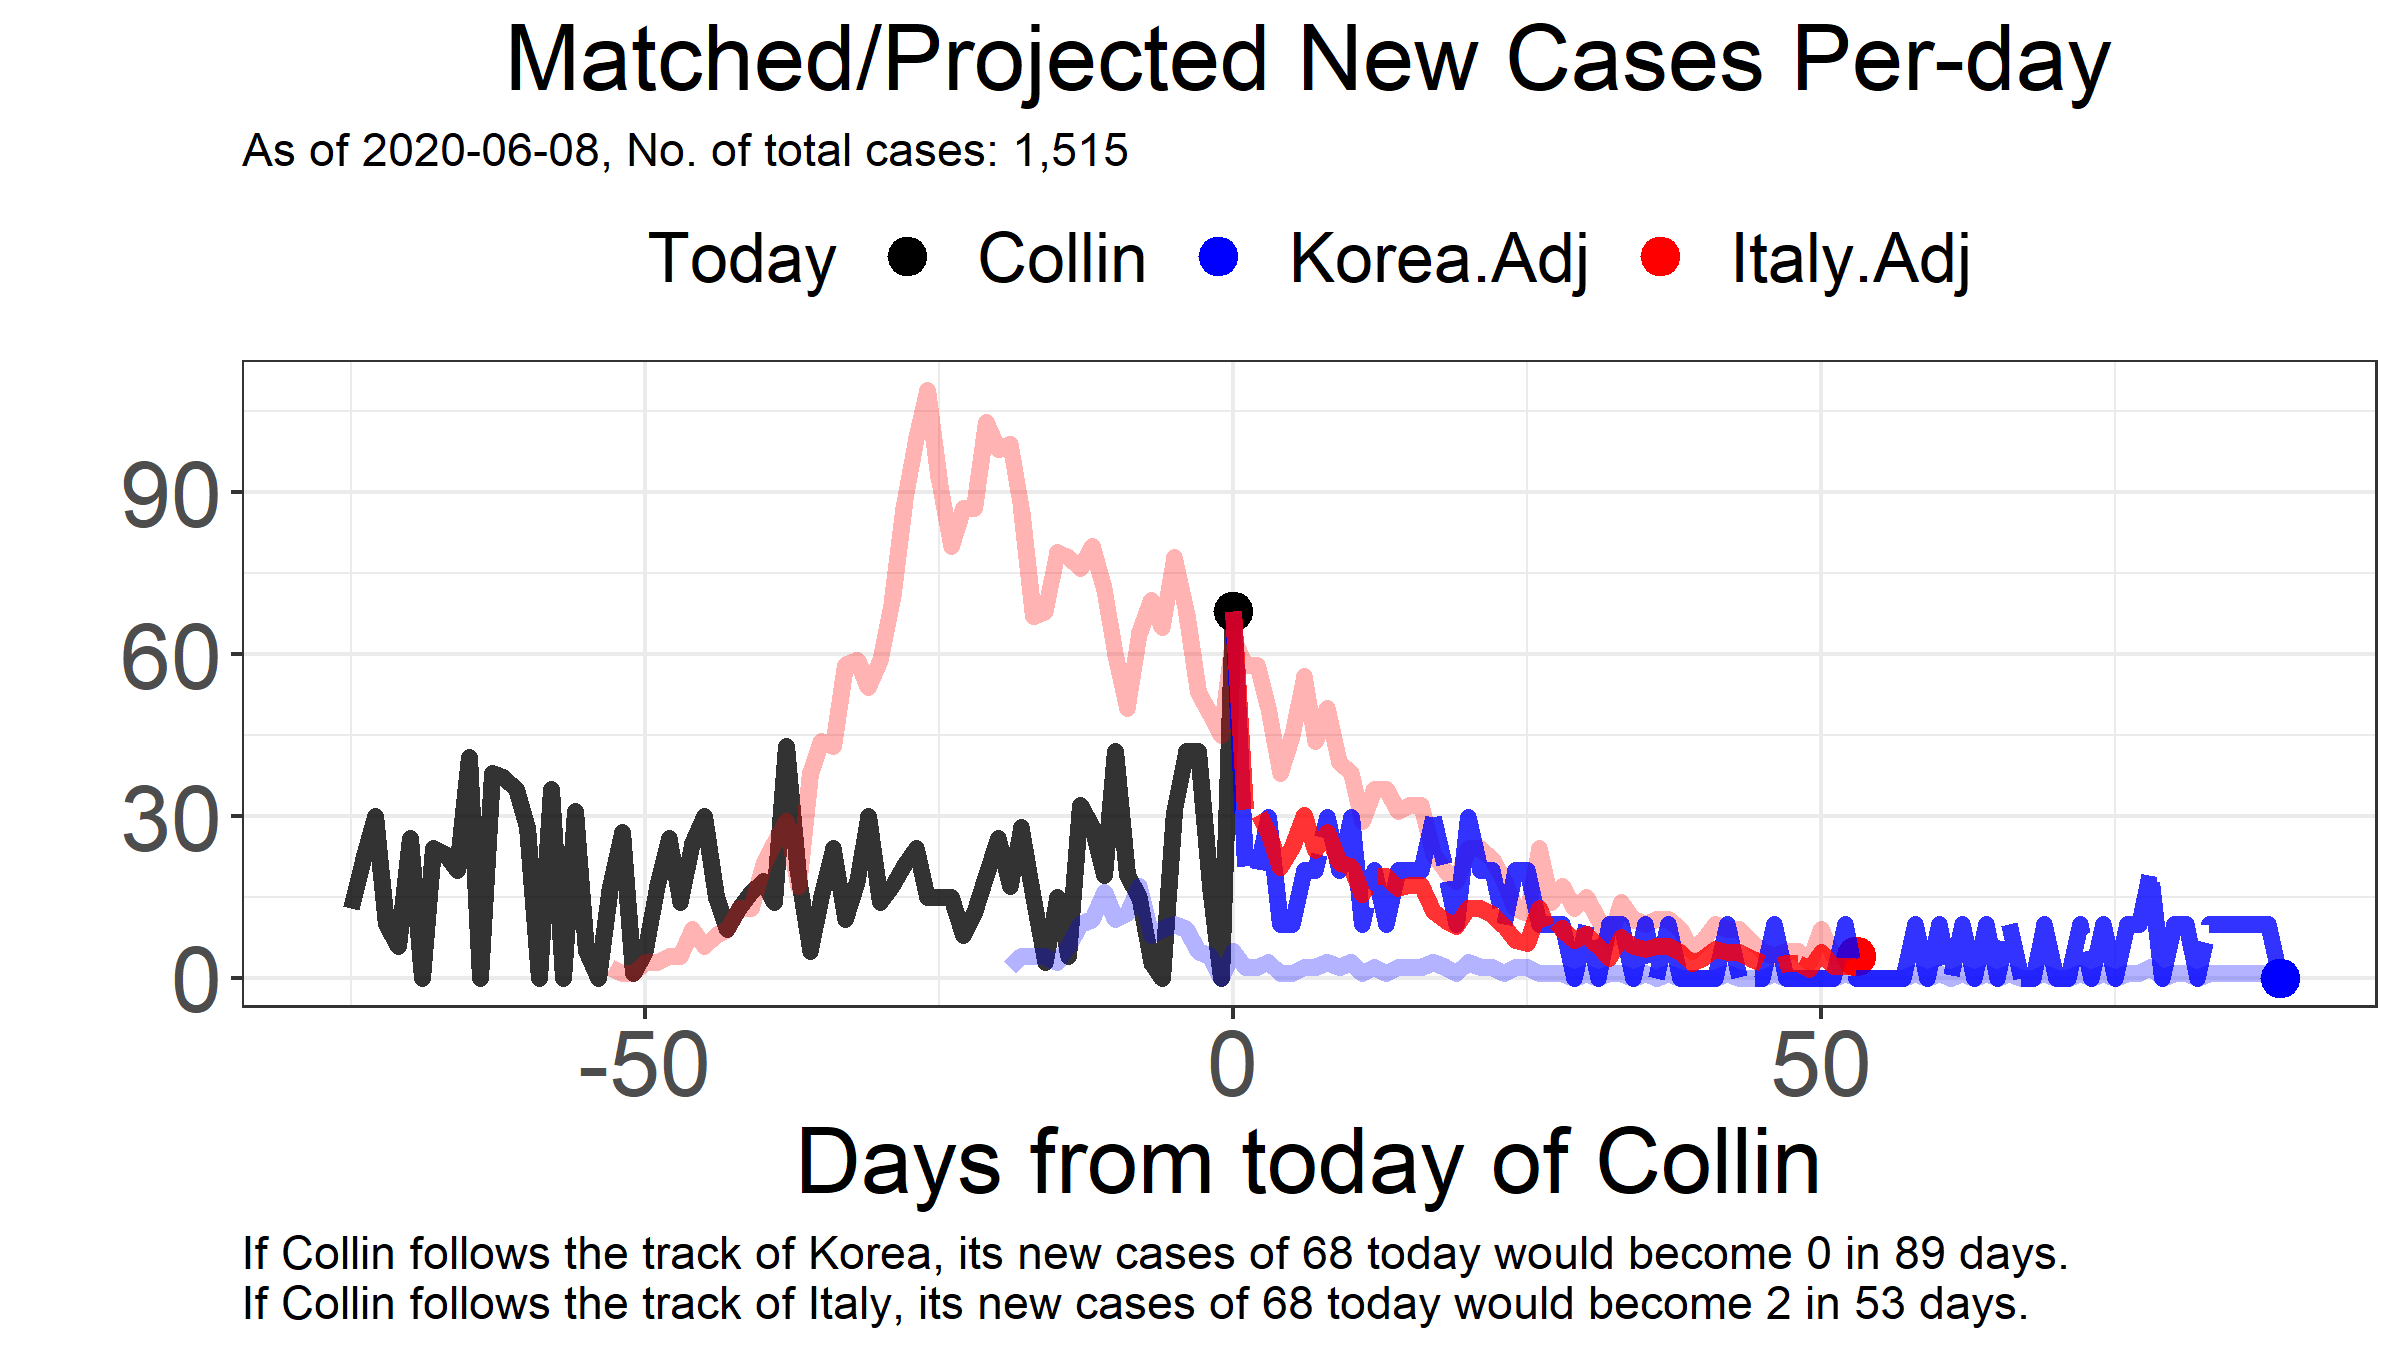 Matched/Projected New Cases Per-day
As of 2020-06-08, No. of total cases: 1,515
Today Collin Korea.Adj Italy.Adj
90
60
30
0
-50 0 50
Days from today of Collin
If Collin follows the track of Korea, its new cases of 68 today would become 0 in 89 days.
If Collin follows the track of Italy, its new cases of 68 today would become 2 in 53 days.